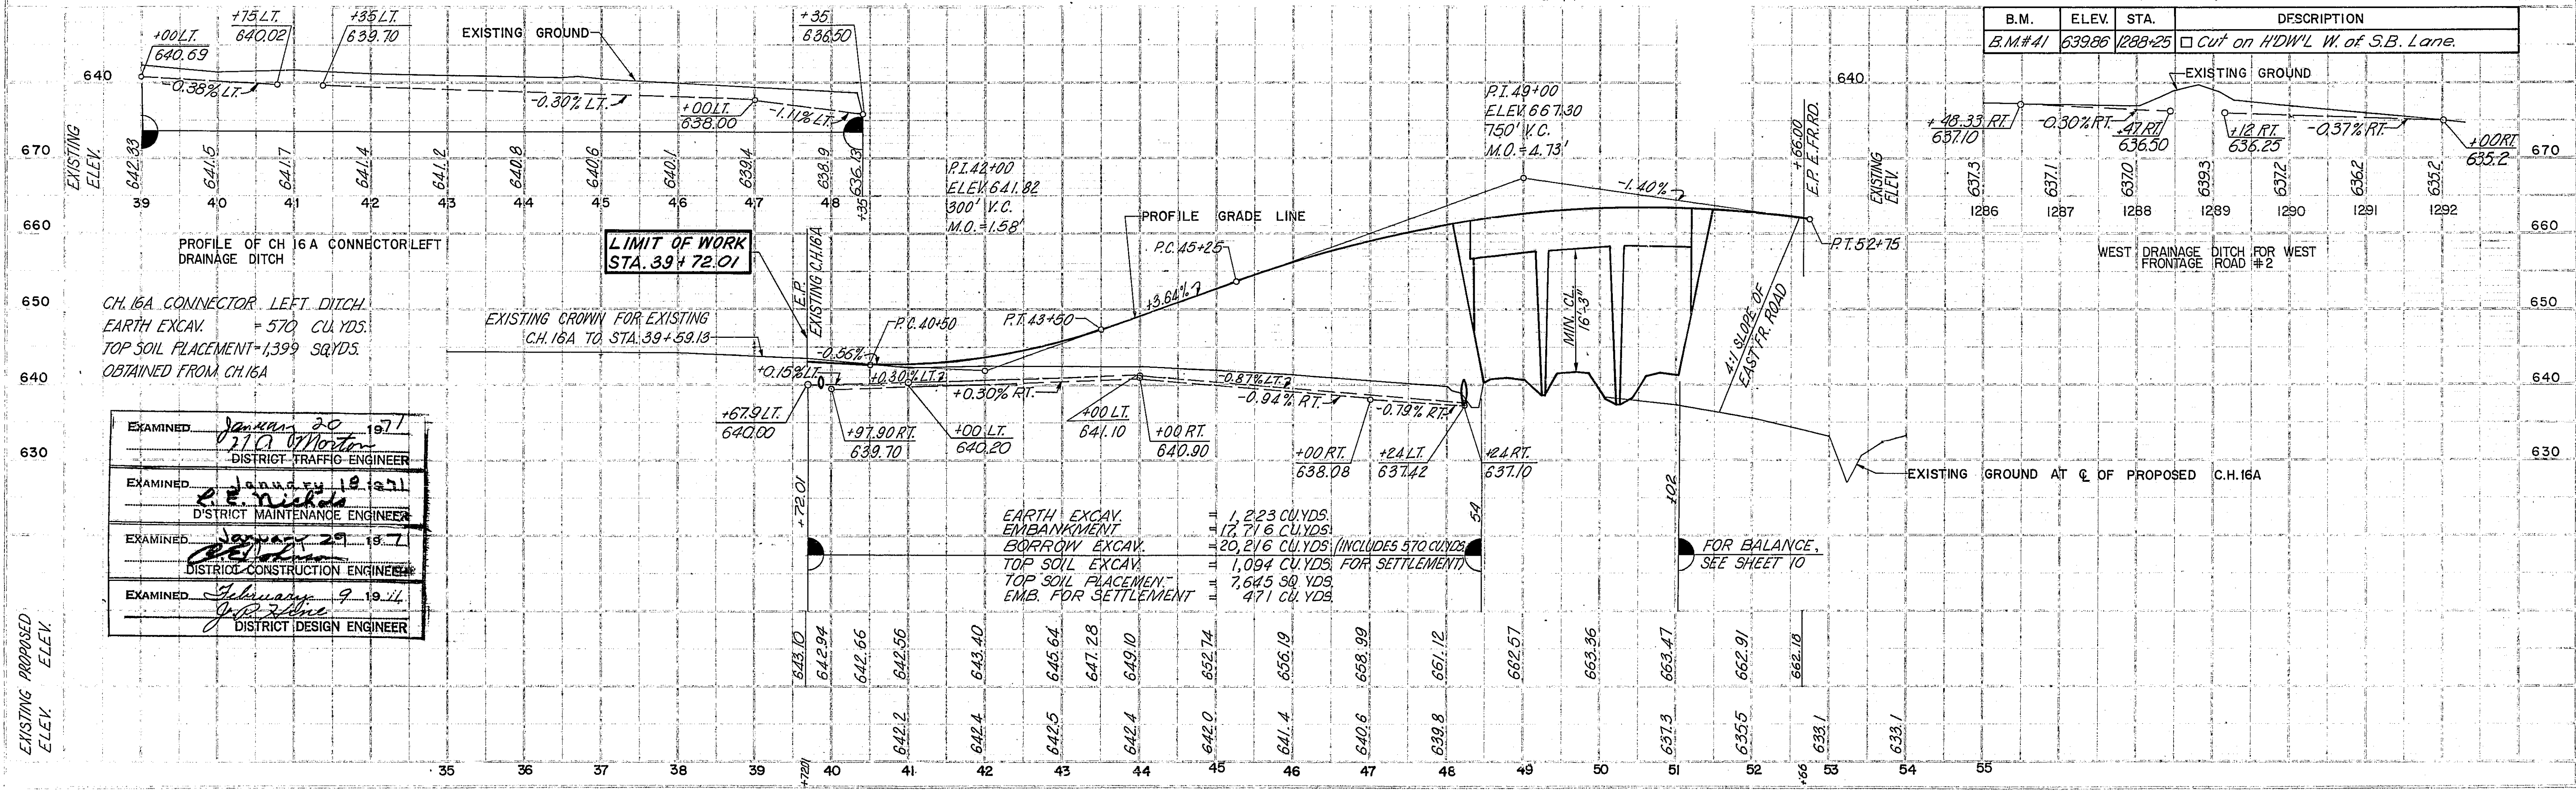 +00 LT.
640.69
+75 LT.
640.02
+35 LT.
639.70
EXISTING GROUND
+35
636.50
640
-0.38% LT.
-0.30% LT.
+00 LT.
638.00
-1.11% LT.
EXISTING
ELEV.
670
642.33 641.5 641.7 641.4 641.2 640.8 640.6 640.1 639.4 638.9 636.13
39 40 41 42 43 44 45 46 47 48 +35
PROFILE OF CH 16 A CONNECTOR LEFT
DRAINAGE DITCH
660
650
640
630
CH. 16A CONNECTOR LEFT DITCH
EARTH EXCAV. = 570 CU. YDS.
TOP SOIL PLACEMENT = 1,399 SQ. YDS.
OBTAINED FROM CH. 16A
LIMIT OF WORK
STA. 39 + 72.01
E.P.
EXISTING C.H. 16A
EXISTING CROWN FOR EXISTING
CH. 16A TO STA. 39 + 59.13
P.I. 42+00
ELEV. 641.82
300' V.C.
M.O. = 1.58'
PROFILE GRADE LINE
P.C. 45+25
P.I. 49+00
ELEV. 667.30
750' V.C.
M.O. = 4.73'
-1.40%
+66.00
E.P. E. FR. RD.
P.T. 52+75
P.C. 40+50
P.T. 43+50
+3.64%
-0.56%
+0.15% LT.
+0.30% LT.
+0.30% RT.
-0.87% LT.
-0.94% RT.
-0.79% RT.
MIN. CL.
16'-3"
4:1 SLOPE OF
EAST FR. ROAD
+67.9 LT.
640.00
+97.90 RT.
639.70
+00 LT.
640.20
+00 LT.
641.10
+00 RT.
640.90
+00 RT.
638.08
+24 LT.
637.42
+24 RT.
637.10
EXISTING GROUND AT ℄ OF PROPOSED C.H. 16A
B.M. ELEV. STA. DESCRIPTION
B.M.#41 639.86 1288+25 □ Cut on H'DW'L W. of S.B. Lane.
640
EXISTING GROUND
+48.33 RT.
637.10
-0.30% RT.
+47 RT.
636.50
+12 RT.
636.25
-0.37% RT.
+00 RT.
635.2
EXISTING
ELEV.
637.3 637.1 637.0 639.3 637.2 636.2 635.2
1286 1287 1288 1289 1290 1291 1292
WEST DRAINAGE DITCH FOR WEST
FRONTAGE ROAD #2
670
660
650
640
630
EXAMINED January 20 1971
Morton
DISTRICT TRAFFIC ENGINEER
EXAMINED January 18 1971
E. Nichols
DISTRICT MAINTENANCE ENGINEER
EXAMINED January 29 197
Johnson
DISTRICT CONSTRUCTION ENGINEER
EXAMINED February 9 19
DISTRICT DESIGN ENGINEER
+72.01
EARTH EXCAV. = 1,223 CU. YDS.
EMBANKMENT = 17,716 CU. YDS.
BORROW EXCAV. = 20,216 CU. YDS. (INCLUDES 570 CU. YDS.
TOP SOIL EXCAV. = 1,094 CU. YDS. FOR SETTLEMENT)
TOP SOIL PLACEMENT = 7,645 SQ. YDS.
EMB. FOR SETTLEMENT = 471 CU. YDS.
54
+02
FOR BALANCE,
SEE SHEET 10
PROPOSED
ELEV.
643.10 642.94 642.66 642.56 643.40 645.64 647.28 649.10 652.74 656.19 658.99 661.12 662.57 663.36 663.47 662.91 662.18
EXISTING
ELEV.
642.2 642.4 642.5 642.4 642.0 641.4 640.6 639.8 637.3 635.5 633.1 633.1
35 36 37 38 39 +7201 40 41 42 43 44 45 46 47 48 49 50 51 52 +66 53 54 55